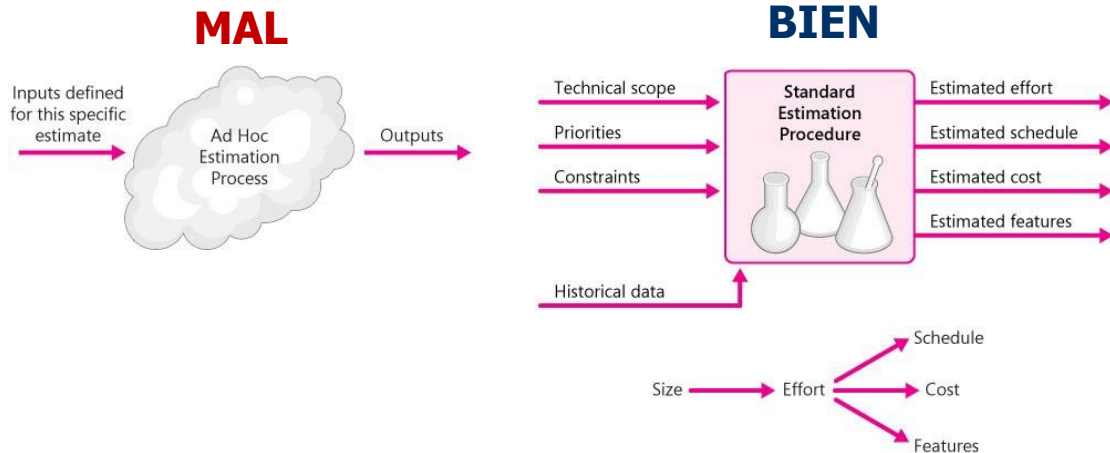 MAL
Inputs defined
for this specific
estimate
Ad Hoc
Estimation
Process
Outputs
BIEN
Technical scope
Priorities
Constraints
Historical data
Standard
Estimation
Procedure
Estimated effort
Estimated schedule
Estimated cost
Estimated features
Size
Effort
Schedule
Cost
Features